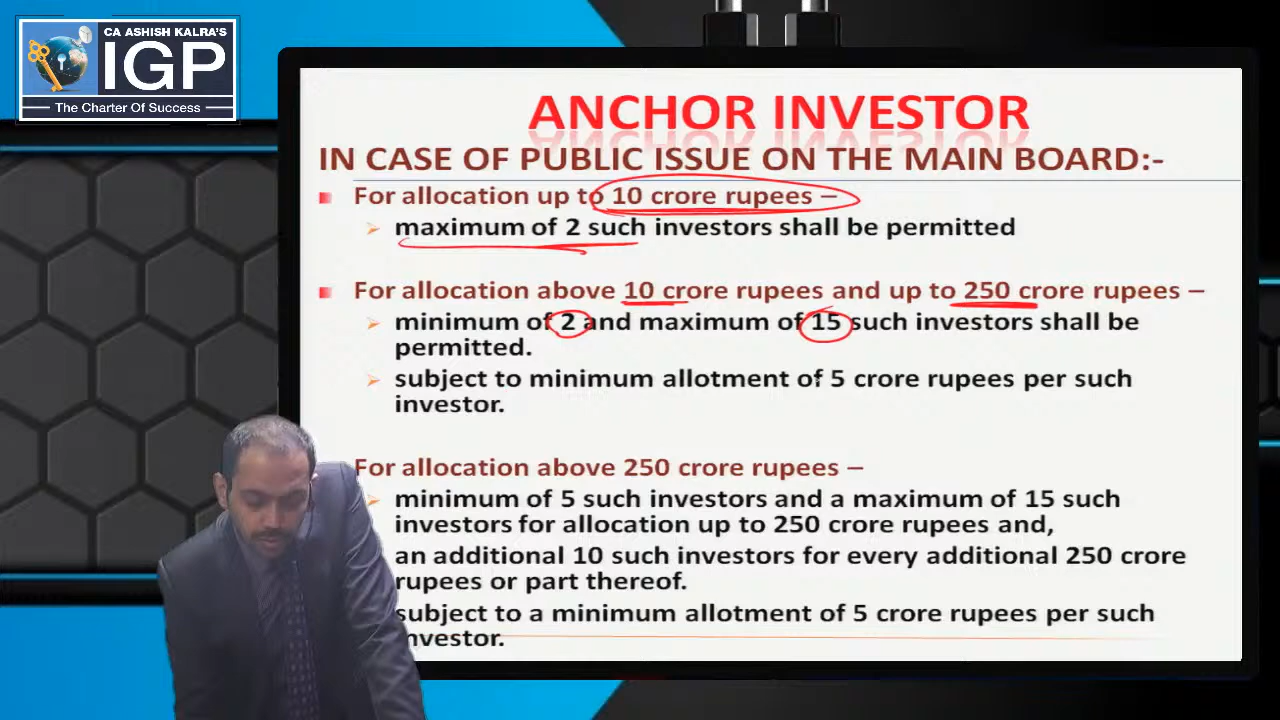 CA ASHISH KALRA'S
IGP
The Charter Of Success
ANCHOR INVESTOR
IN CASE OF PUBLIC ISSUE ON THE MAIN BOARD:-
For allocation up to 10 crore rupees –
maximum of 2 such investors shall be permitted
For allocation above 10 crore rupees and up to 250 crore rupees –
minimum of 2 and maximum of 15 such investors shall be
permitted.
subject to minimum allotment of 5 crore rupees per such
investor.
For allocation above 250 crore rupees –
minimum of 5 such investors and a maximum of 15 such
investors for allocation up to 250 crore rupees and,
an additional 10 such investors for every additional 250 crore
rupees or part thereof.
subject to a minimum allotment of 5 crore rupees per such
investor.